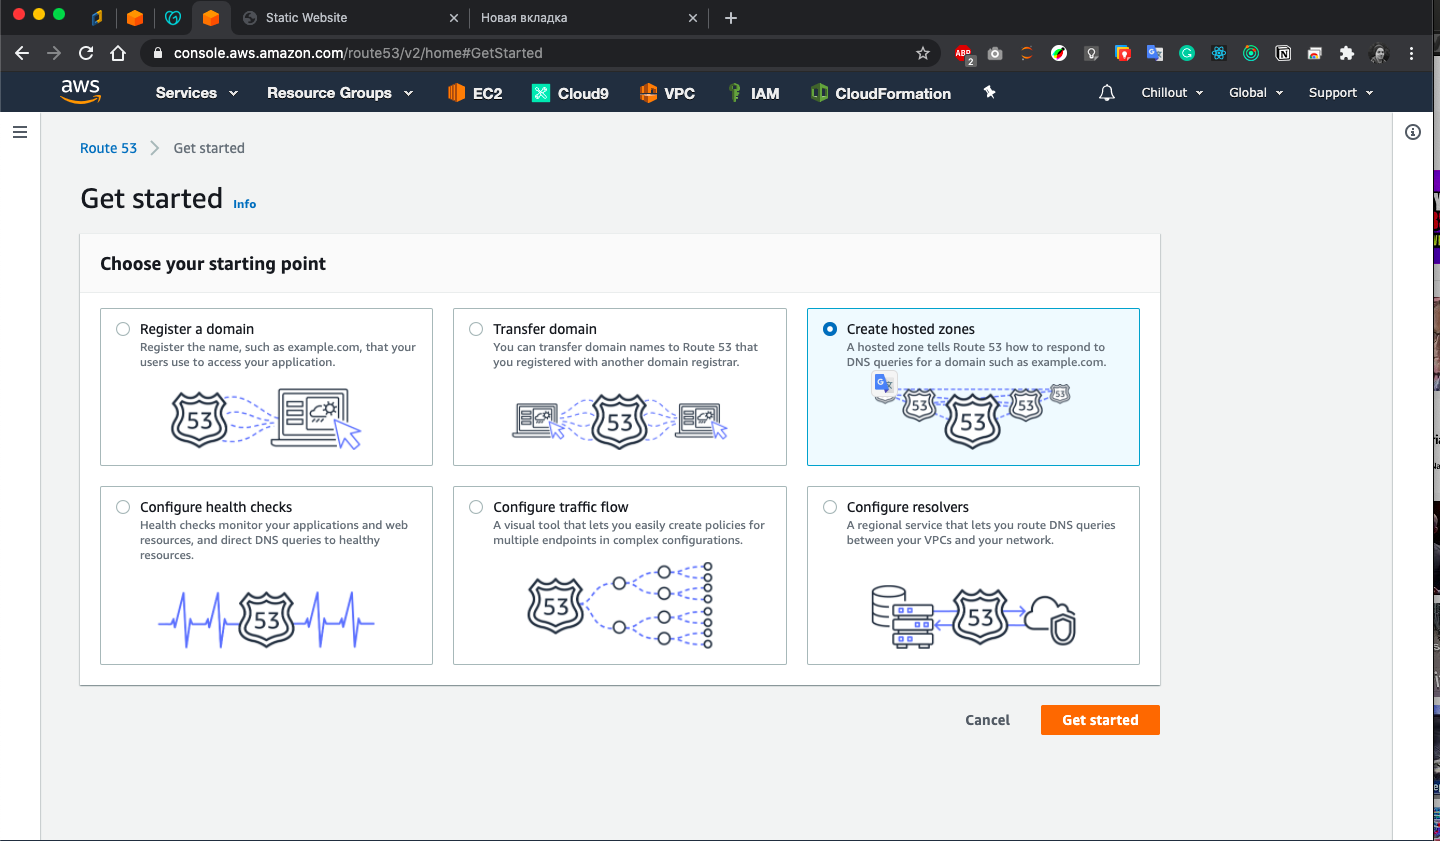 Static Website
Новая вкладка
console.aws.amazon.com/route53/v2/home#GetStarted
ABP
2
aws
Services
Resource Groups
EC2
Cloud9
VPC
IAM
CloudFormation
Chillout
Global
Support
Route 53
Get started
Get started
Info
Choose your starting point
Register a domain
Register the name, such as example.com, that your
users use to access your application.
53
Transfer domain
You can transfer domain names to Route 53 that
you registered with another domain registrar.
53
Create hosted zones
A hosted zone tells Route 53 how to respond to
DNS queries for a domain such as example.com.
G
53
53
53
53
Configure health checks
Health checks monitor your applications and web
resources, and direct DNS queries to healthy
resources.
53
Configure traffic flow
A visual tool that lets you easily create policies for
multiple endpoints in complex configurations.
53
Configure resolvers
A regional service that lets you route DNS queries
between your VPCs and your network.
53
Cancel
Get started